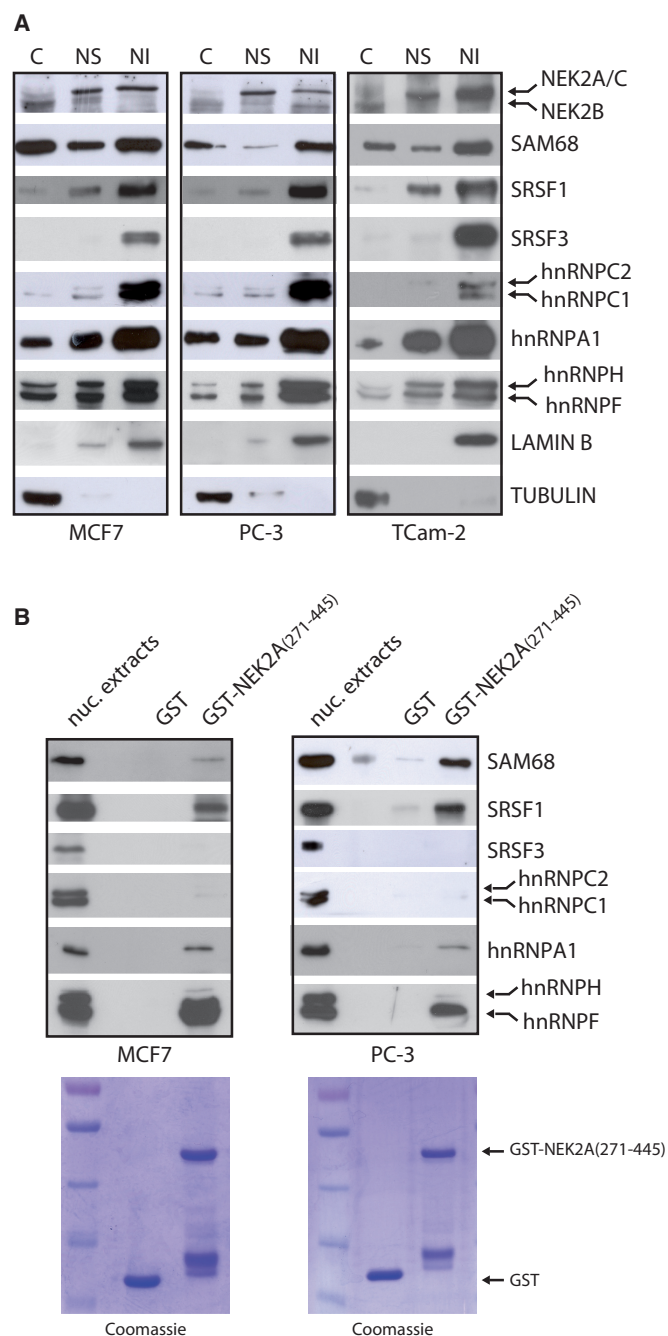 A
C NS NI C NS NI C NS NI
NEK2A/C
NEK2B
SAM68
SRSF1
SRSF3
hnRNPC2
hnRNPC1
hnRNPA1
hnRNPH
hnRNPF
LAMIN B
TUBULIN
MCF7 PC-3 TCam-2
B
nuc. extracts GST GST-NEK2A(271-445) nuc. extracts GST GST-NEK2A(271-445)
SAM68
SRSF1
SRSF3
hnRNPC2
hnRNPC1
hnRNPA1
hnRNPH
hnRNPF
MCF7 PC-3
GST-NEK2A(271-445)
GST
Coomassie Coomassie